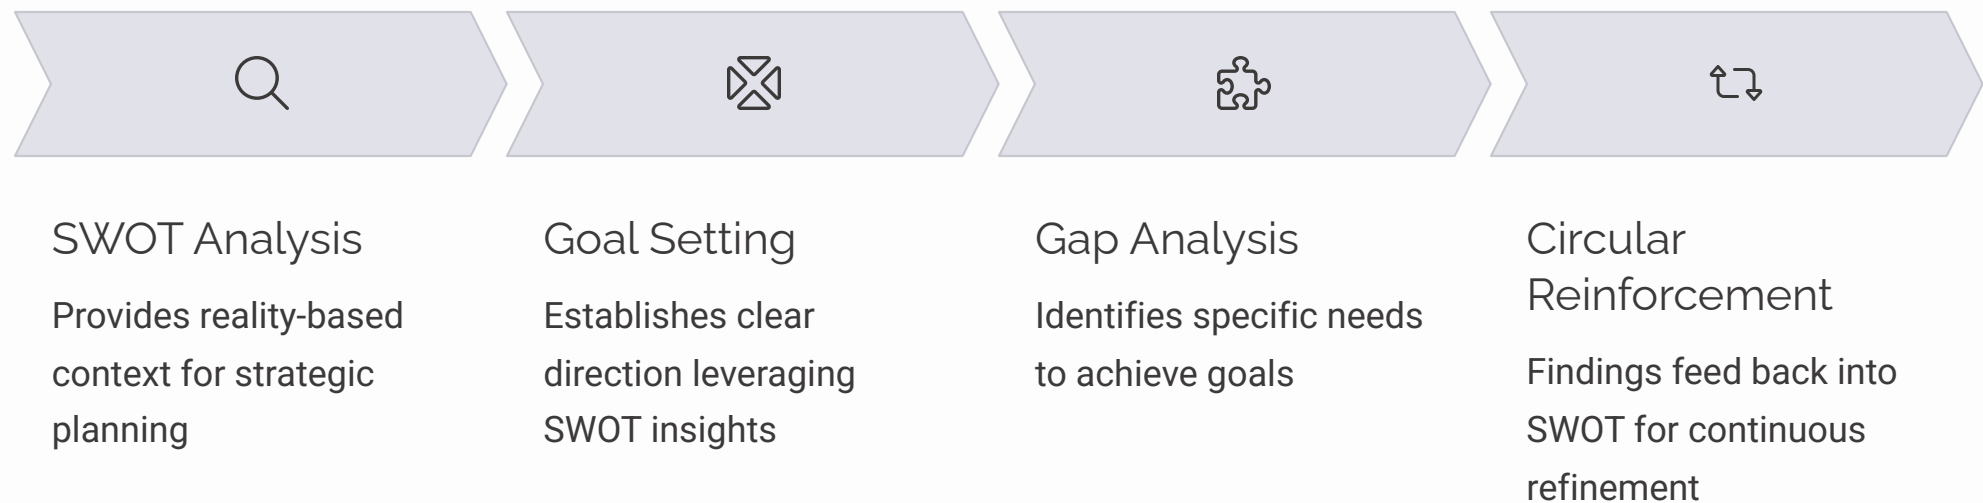 SWOT Analysis
Provides reality-based
context for strategic
planning
Goal Setting
Establishes clear
direction leveraging
SWOT insights
Gap Analysis
Identifies specific needs
to achieve goals
Circular
Reinforcement
Findings feed back into
SWOT for continuous
refinement